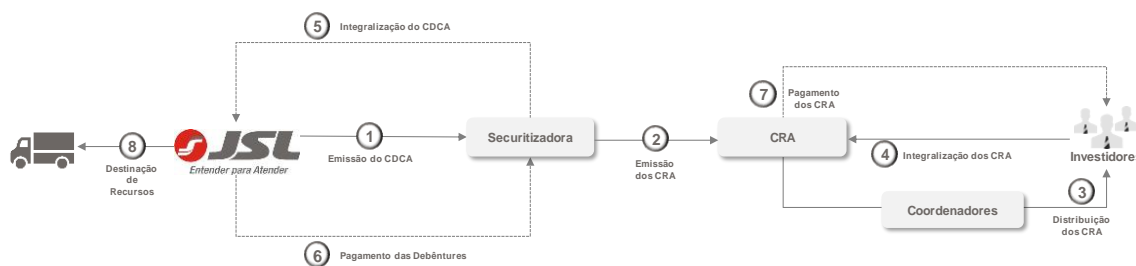 5
Integralização do CDCA
7
Pagamento
dos CRA
8
Destinação
de
Recursos
JSL
Entender para Atender
1
Emissão do CDCA
Securitizadora
2
Emissão
dos CRA
CRA
4
Integralização dos CRA
Investidores
Coordenadores
3
Distribuição
dos CRA
6
Pagamento das Debêntures